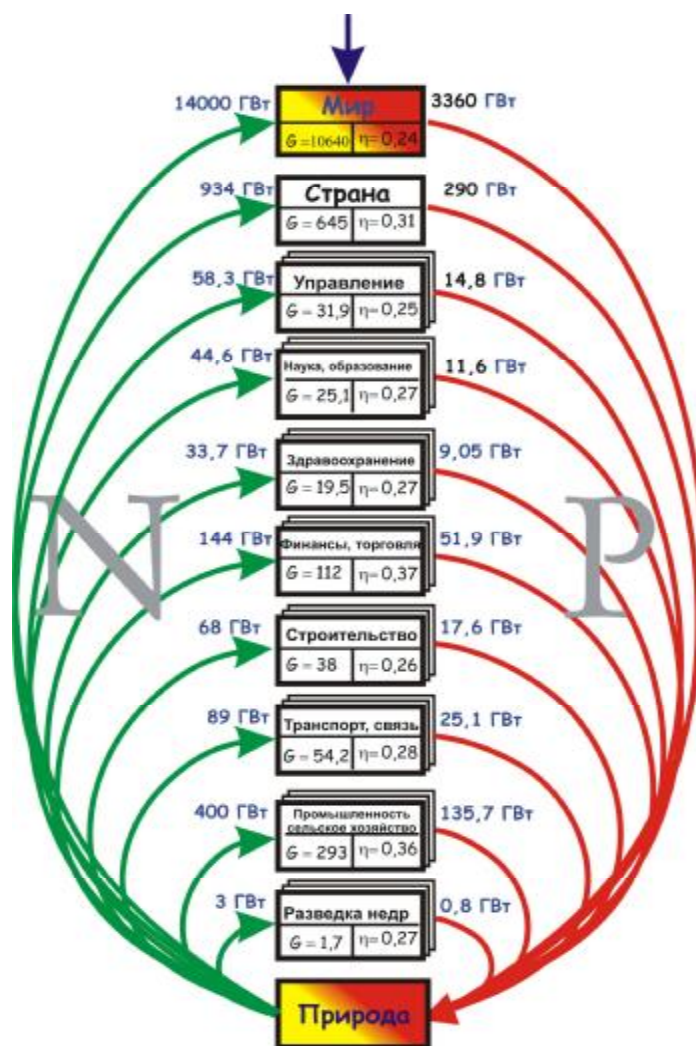 14000 ГВт Мир 3360 ГВт
G =10640 η=0,24
934 ГВт Страна 290 ГВт
G = 645 η=0,31
58,3 ГВт Управление 14,8 ГВт
G = 31,9 η=0,25
44,6 ГВт Наука, образование 11,6 ГВт
G = 25,1 η=0,27
33,7 ГВт Здравоохранение 9,05 ГВт
G = 19,5 η=0,27
N P
144 ГВт Финансы, торговля 51,9 ГВт
G = 112 η=0,37
68 ГВт Строительство 17,6 ГВт
G = 38 η=0,26
89 ГВт Транспорт, связь 25,1 ГВт
G = 54,2 η=0,28
400 ГВт Промышленность 135,7 ГВт
сельское хозяйство
G = 293 η=0,36
3 ГВт Разведка недр 0,8 ГВт
G = 1,7 η=0,27
Природа